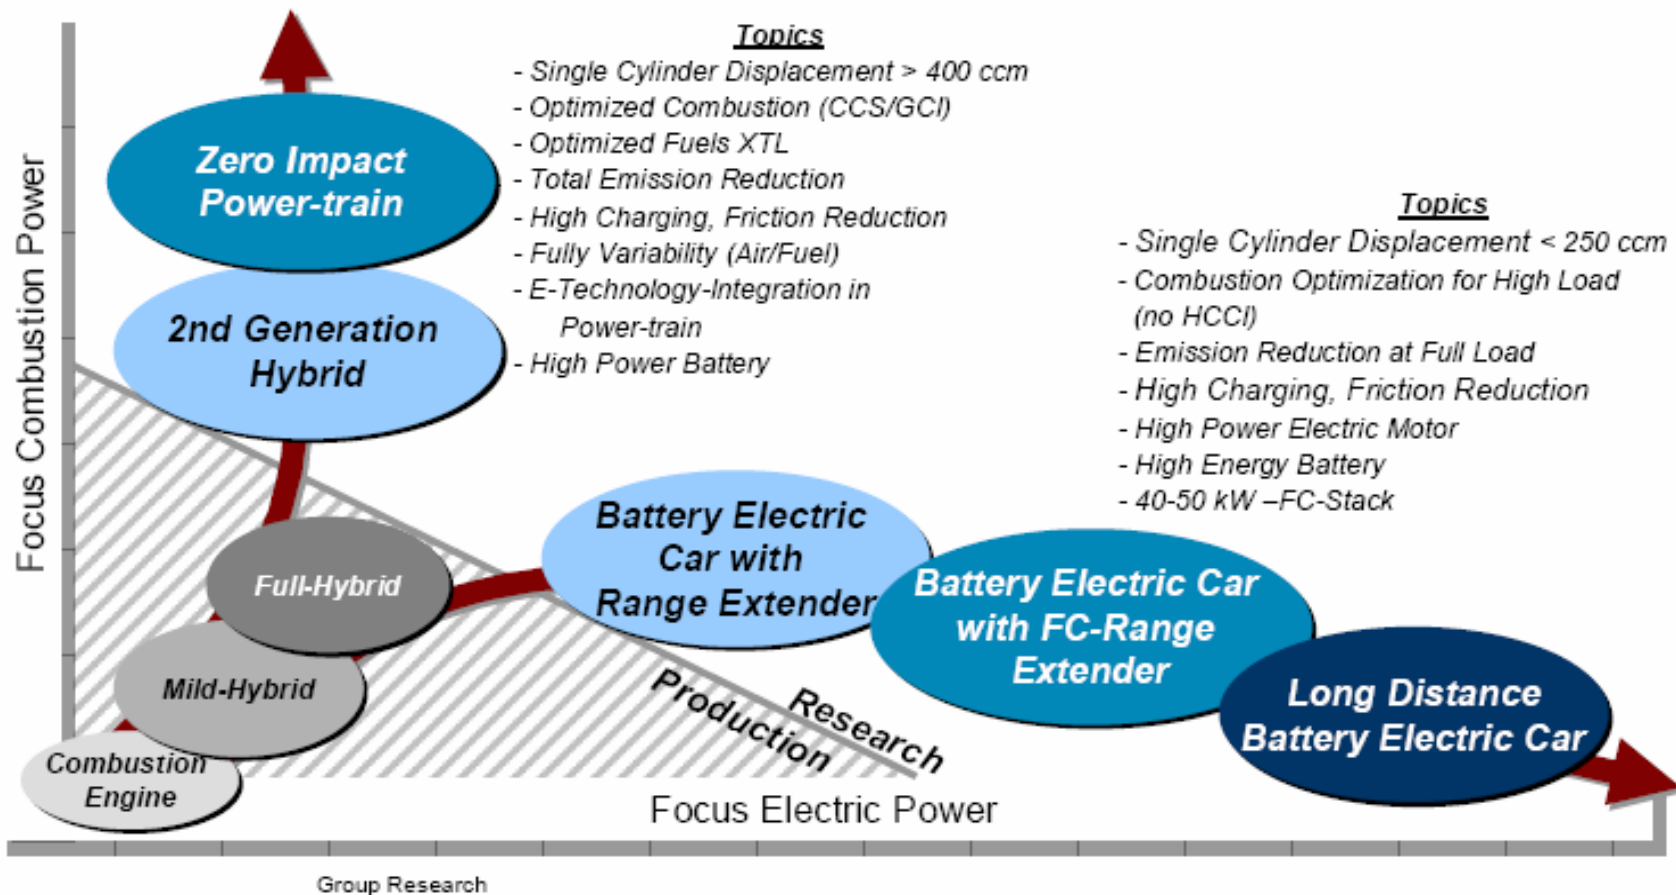 Topics
- Single Cylinder Displacement > 400 ccm
- Optimized Combustion (CCS/GCI)
- Optimized Fuels XTL
- Total Emission Reduction
- High Charging, Friction Reduction
- Fully Variability (Air/Fuel)
- E-Technology-Integration in
Power-train
- High Power Battery
Topics
- Single Cylinder Displacement < 250 ccm
- Combustion Optimization for High Load
(no HCCI)
- Emission Reduction at Full Load
- High Charging, Friction Reduction
- High Power Electric Motor
- High Energy Battery
- 40-50 kW –FC-Stack
Focus Combustion Power
Zero Impact
Power-train
2nd Generation
Hybrid
Full-Hybrid
Mild-Hybrid
Combustion
Engine
Battery Electric
Car with
Range Extender
Battery Electric Car
with FC-Range
Extender
Long Distance
Battery Electric Car
Research
Production
Focus Electric Power
Group Research